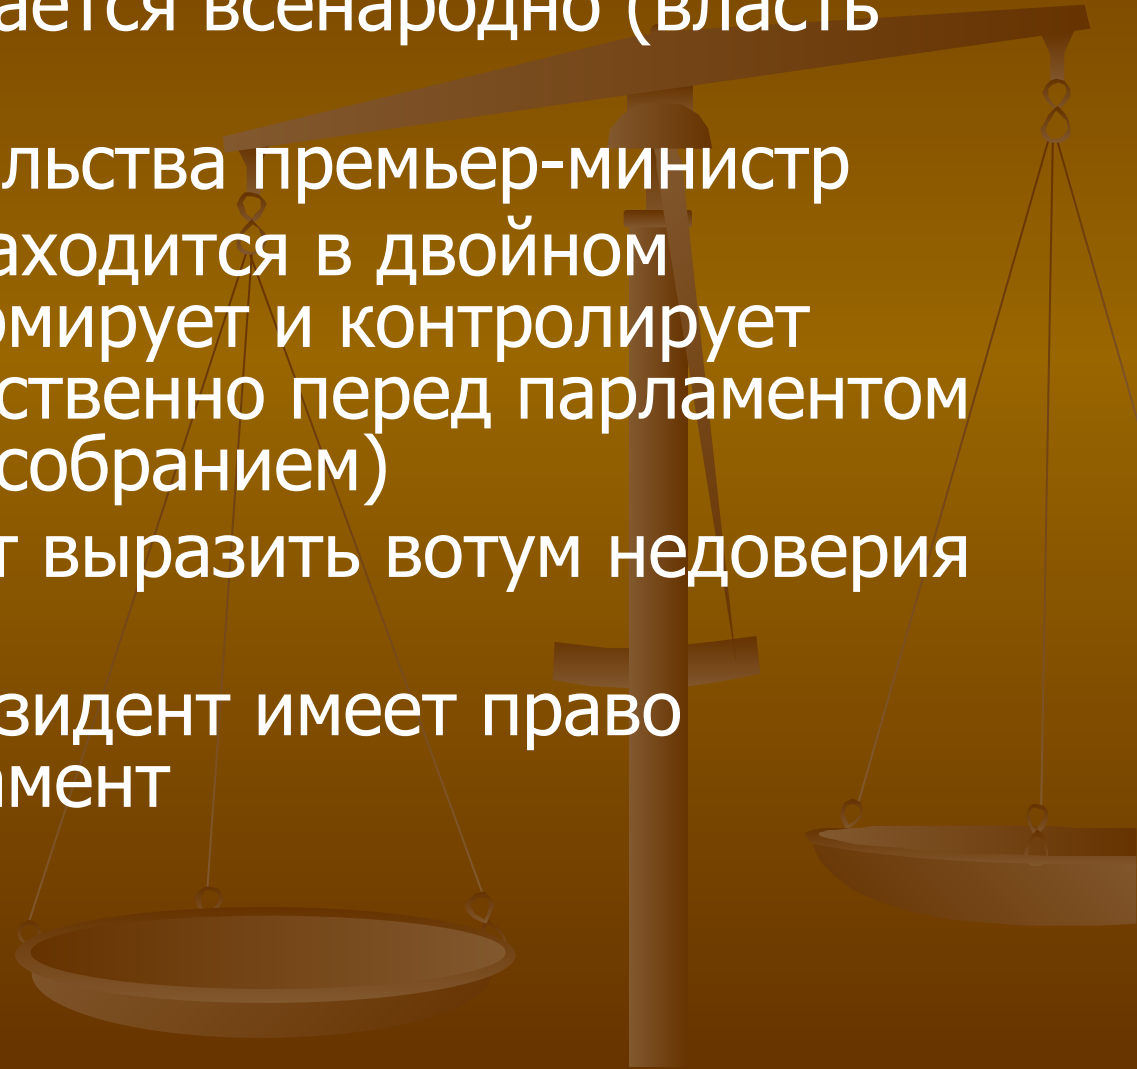 ается всенародно (власть
льства премьер-министр
аходится в двойном
омирует и контролирует
ственно перед парламентом
собранием)
т выразить вотум недоверия
зидент имеет право
амент